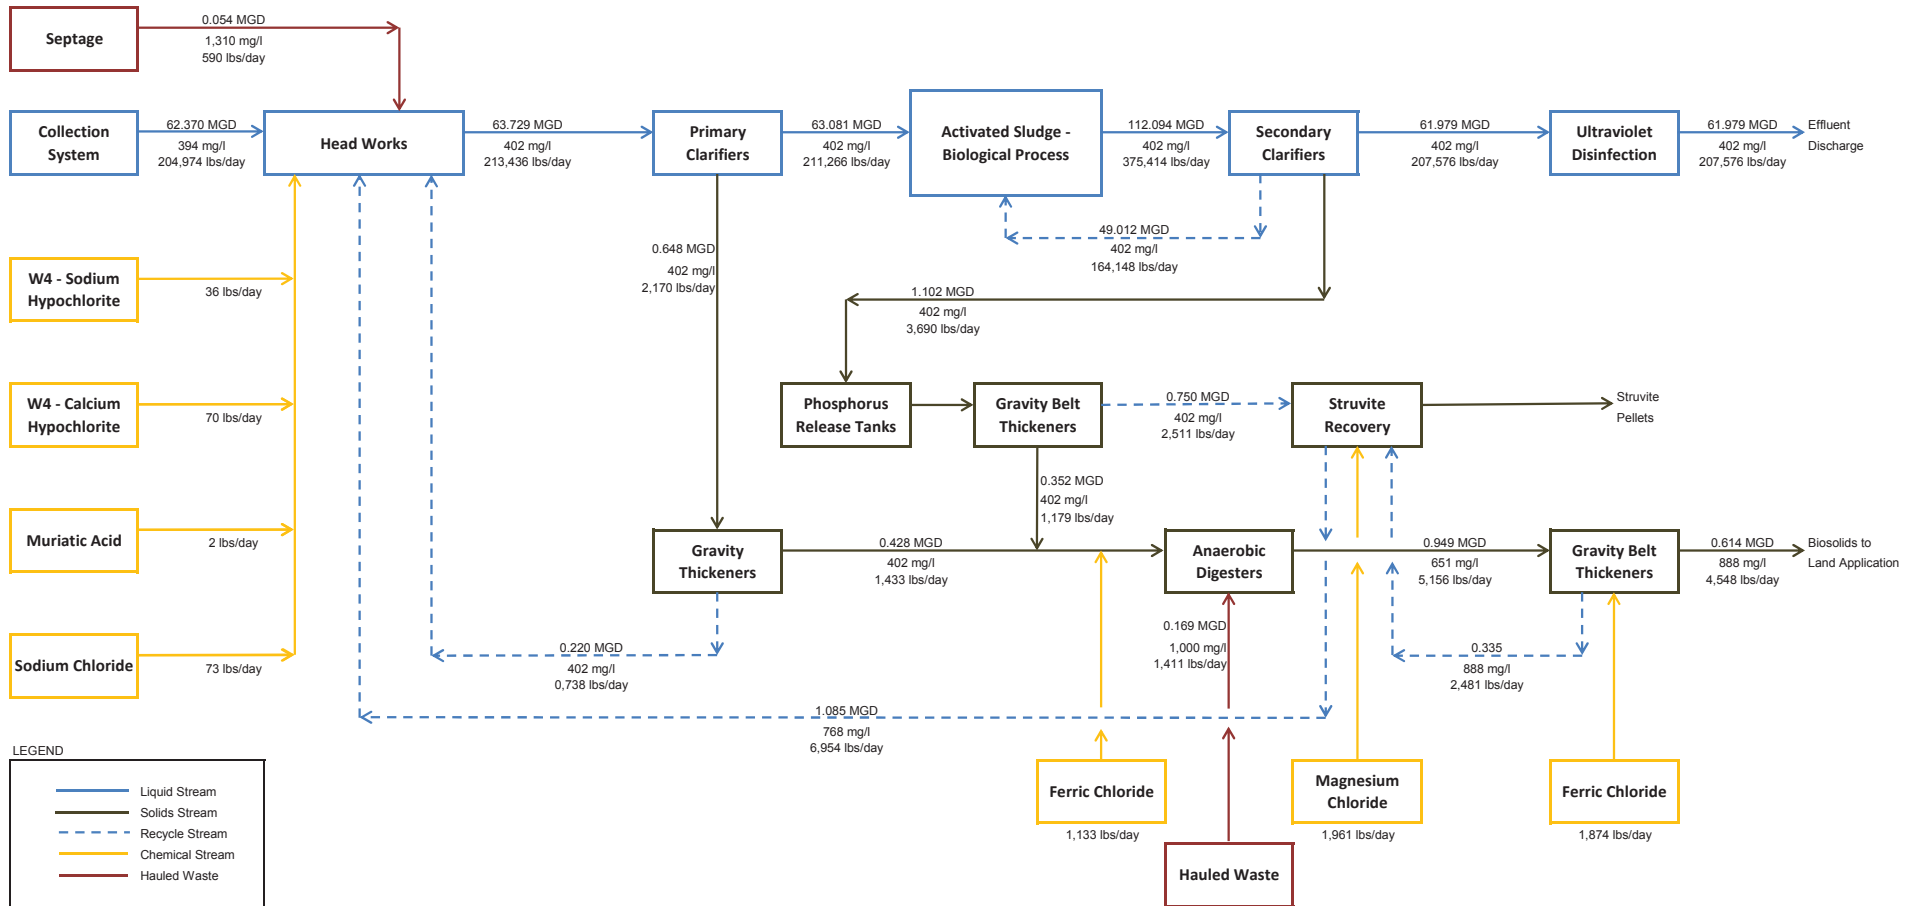 Septage
0.054 MGD
1,310 mg/l
590 lbs/day
Collection
System
62.370 MGD
394 mg/l
204,974 lbs/day
Head Works
63.729 MGD
402 mg/l
213,436 lbs/day
Primary
Clarifiers
63.081 MGD
402 mg/l
211,266 lbs/day
Activated Sludge -
Biological Process
112.094 MGD
402 mg/l
375,414 lbs/day
Secondary
Clarifiers
61.979 MGD
402 mg/l
207,576 lbs/day
Ultraviolet
Disinfection
61.979 MGD
402 mg/l
207,576 lbs/day
Effluent
Discharge
49.012 MGD
402 mg/l
164,148 lbs/day
0.648 MGD
402 mg/l
2,170 lbs/day
W4 - Sodium
Hypochlorite
36 lbs/day
1.102 MGD
402 mg/l
3,690 lbs/day
W4 - Calcium
Hypochlorite
70 lbs/day
Phosphorus
Release Tanks
Gravity Belt
Thickeners
0.750 MGD
402 mg/l
2,511 lbs/day
Struvite
Recovery
Struvite
Pellets
0.352 MGD
402 mg/l
1,179 lbs/day
Muriatic Acid
2 lbs/day
Gravity
Thickeners
0.428 MGD
402 mg/l
1,433 lbs/day
Anaerobic
Digesters
0.949 MGD
651 mg/l
5,156 lbs/day
Gravity Belt
Thickeners
0.614 MGD
888 mg/l
4,548 lbs/day
Biosolids to
Land Application
Sodium Chloride
73 lbs/day
0.220 MGD
402 mg/l
0,738 lbs/day
0.169 MGD
1,000 mg/l
1,411 lbs/day
0.335
888 mg/l
2,481 lbs/day
1.085 MGD
768 mg/l
6,954 lbs/day
Ferric Chloride
1,133 lbs/day
Magnesium
Chloride
1,961 lbs/day
Ferric Chloride
1,874 lbs/day
Hauled Waste
LEGEND
Liquid Stream
Solids Stream
Recycle Stream
Chemical Stream
Hauled Waste